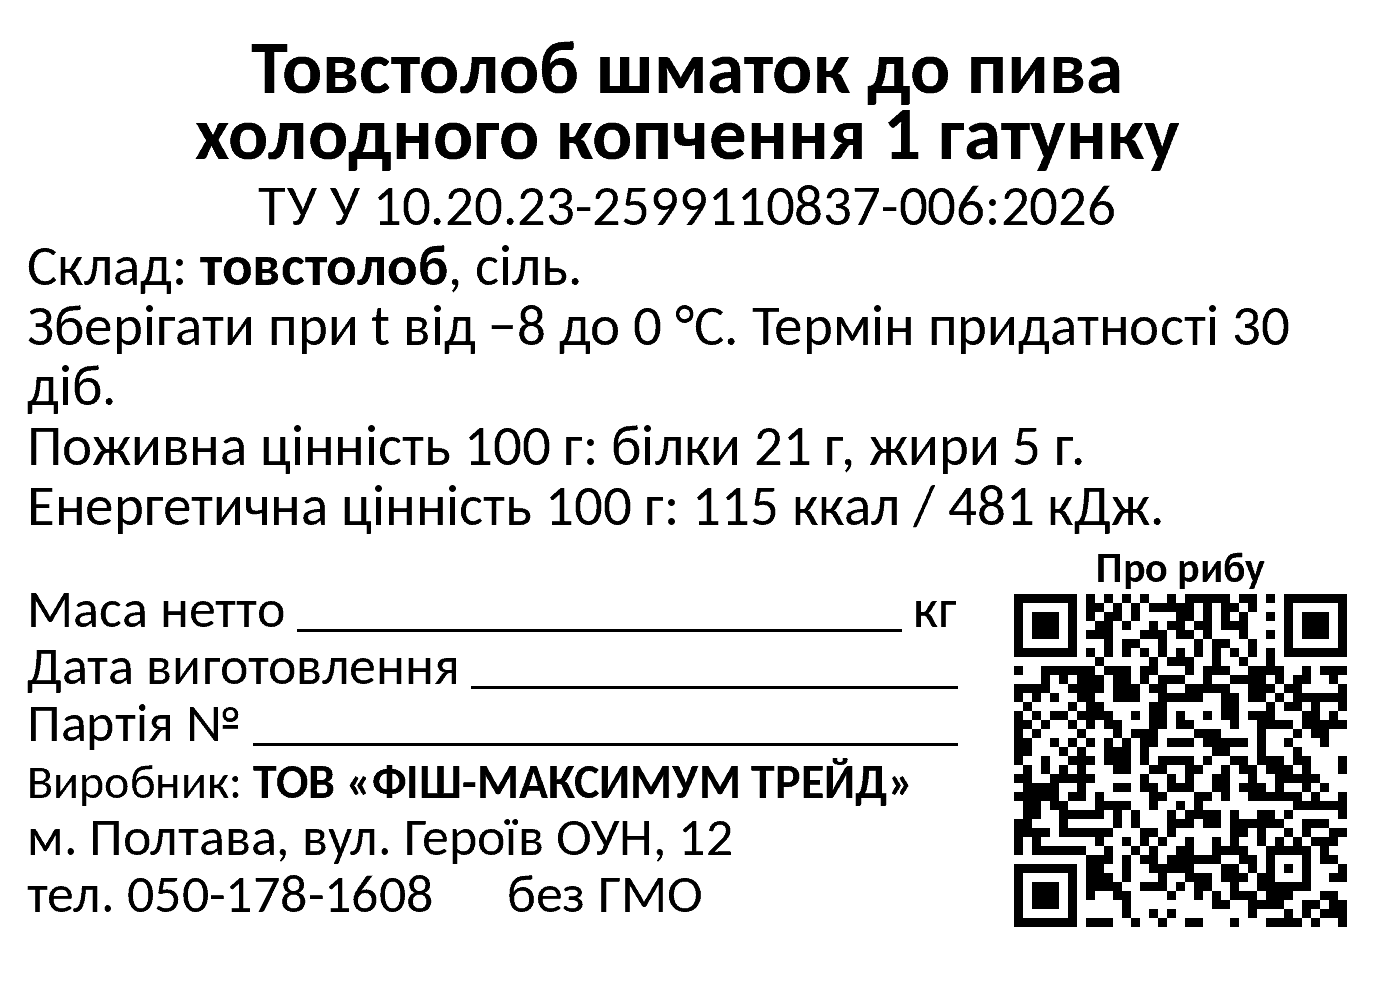 Товстолоб шматок до пива
холодного копчення 1 гатунку
ТУ У 10.20.23-2599110837-006:2026
Склад: товстолоб, сіль.
Зберігати при t від −8 до 0 °С. Термін придатності 30
діб.
Поживна цінність 100 г: білки 21 г, жири 5 г.
Енергетична цінність 100 г: 115 ккал / 481 кДж.
Про рибу
Маса нетто ______________________ кг
Дата виготовлення __________________
Партія № __________________________
Виробник: ТОВ «ФІШ-МАКСИМУМ ТРЕЙД»
м. Полтава, вул. Героїв ОУН, 12
тел. 050-178-1608 без ГМО